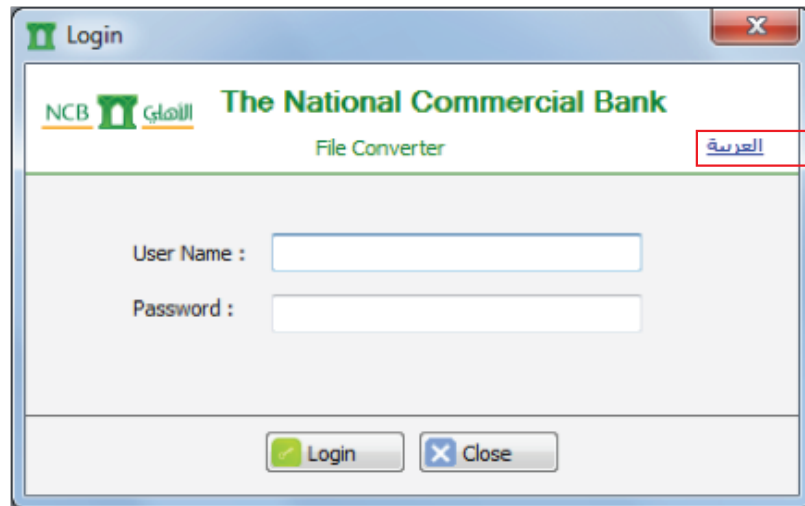 Login
NCB الأهلي The National Commercial Bank
File Converter
العربية
User Name :
Password :
Login
Close